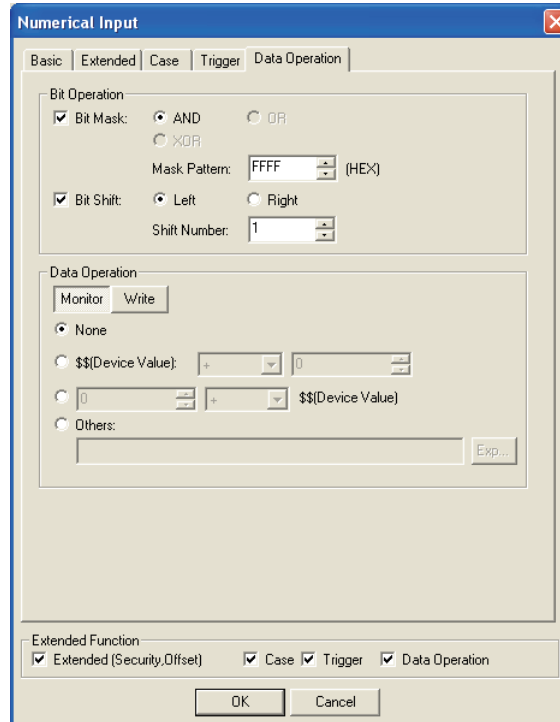 Numerical Input
Basic Extended Case Trigger Data Operation
Bit Operation
Bit Mask: AND OR
XOR
Mask Pattern: FFFF (HEX)
Bit Shift: Left Right
Shift Number: 1
Data Operation
Monitor Write
None
$$(Device Value): + 0
0 + $$(Device Value)
Others:
Exp...
Extended Function
Extended (Security,Offset) Case Trigger Data Operation
OK Cancel